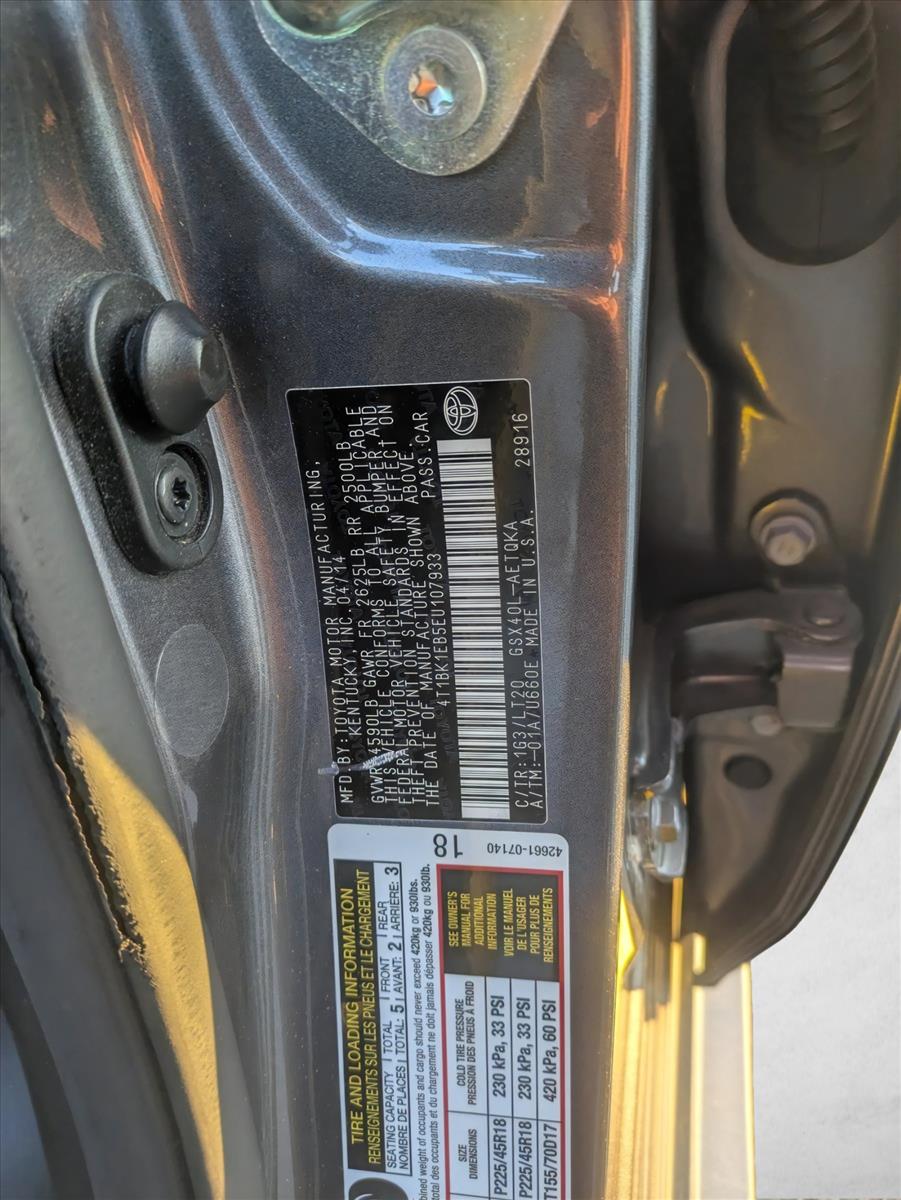 MFD. BY: TOYOTA MOTOR MANUFACTURING,
KENTUCKY, INC. 04/14
GVWR 4590LB GAWR FR 2625LB RR 2500LB
THIS VEHICLE CONFORMS TO ALL APPLICABLE
FEDERAL MOTOR VEHICLE SAFETY, BUMPER AND
THEFT PREVENTION STANDARDS IN EFFECT ON
THE DATE OF MANUFACTURE SHOWN ABOVE.
4T1BK1EB5EU107933 PASS. CAR
C/TR:1G3/LT20 GSX40L-AETQKA
A/TM:-01A/U660E MADE IN U.S.A. 28916
18
42661-07140
TIRE AND LOADING INFORMATION
RENSEIGNEMENTS SUR LES PNEUS ET LE CHARGEMENT
SEATING CAPACITY | TOTAL | FRONT | REAR
NOMBRE DE PLACES | TOTAL: 5 | AVANT: 2 | ARRIÈRE: 3
weight of occupants and cargo should never exceed 420kg or 930lbs.
total des occupants et du chargement ne doit jamais dépasser 420kg ou 930lb.
SIZE
DIMENSIONS
COLD TIRE PRESSURE
PRESSION DES PNEUS À FROID
P225/45R18 230 kPa, 33 PSI
P225/45R18 230 kPa, 33 PSI
T155/70D17 420 kPa, 60 PSI
SEE OWNER'S
MANUAL FOR
ADDITIONAL
INFORMATION
VOIR LE MANUEL
DE L'USAGER
POUR PLUS DE
RENSEIGNEMENTS